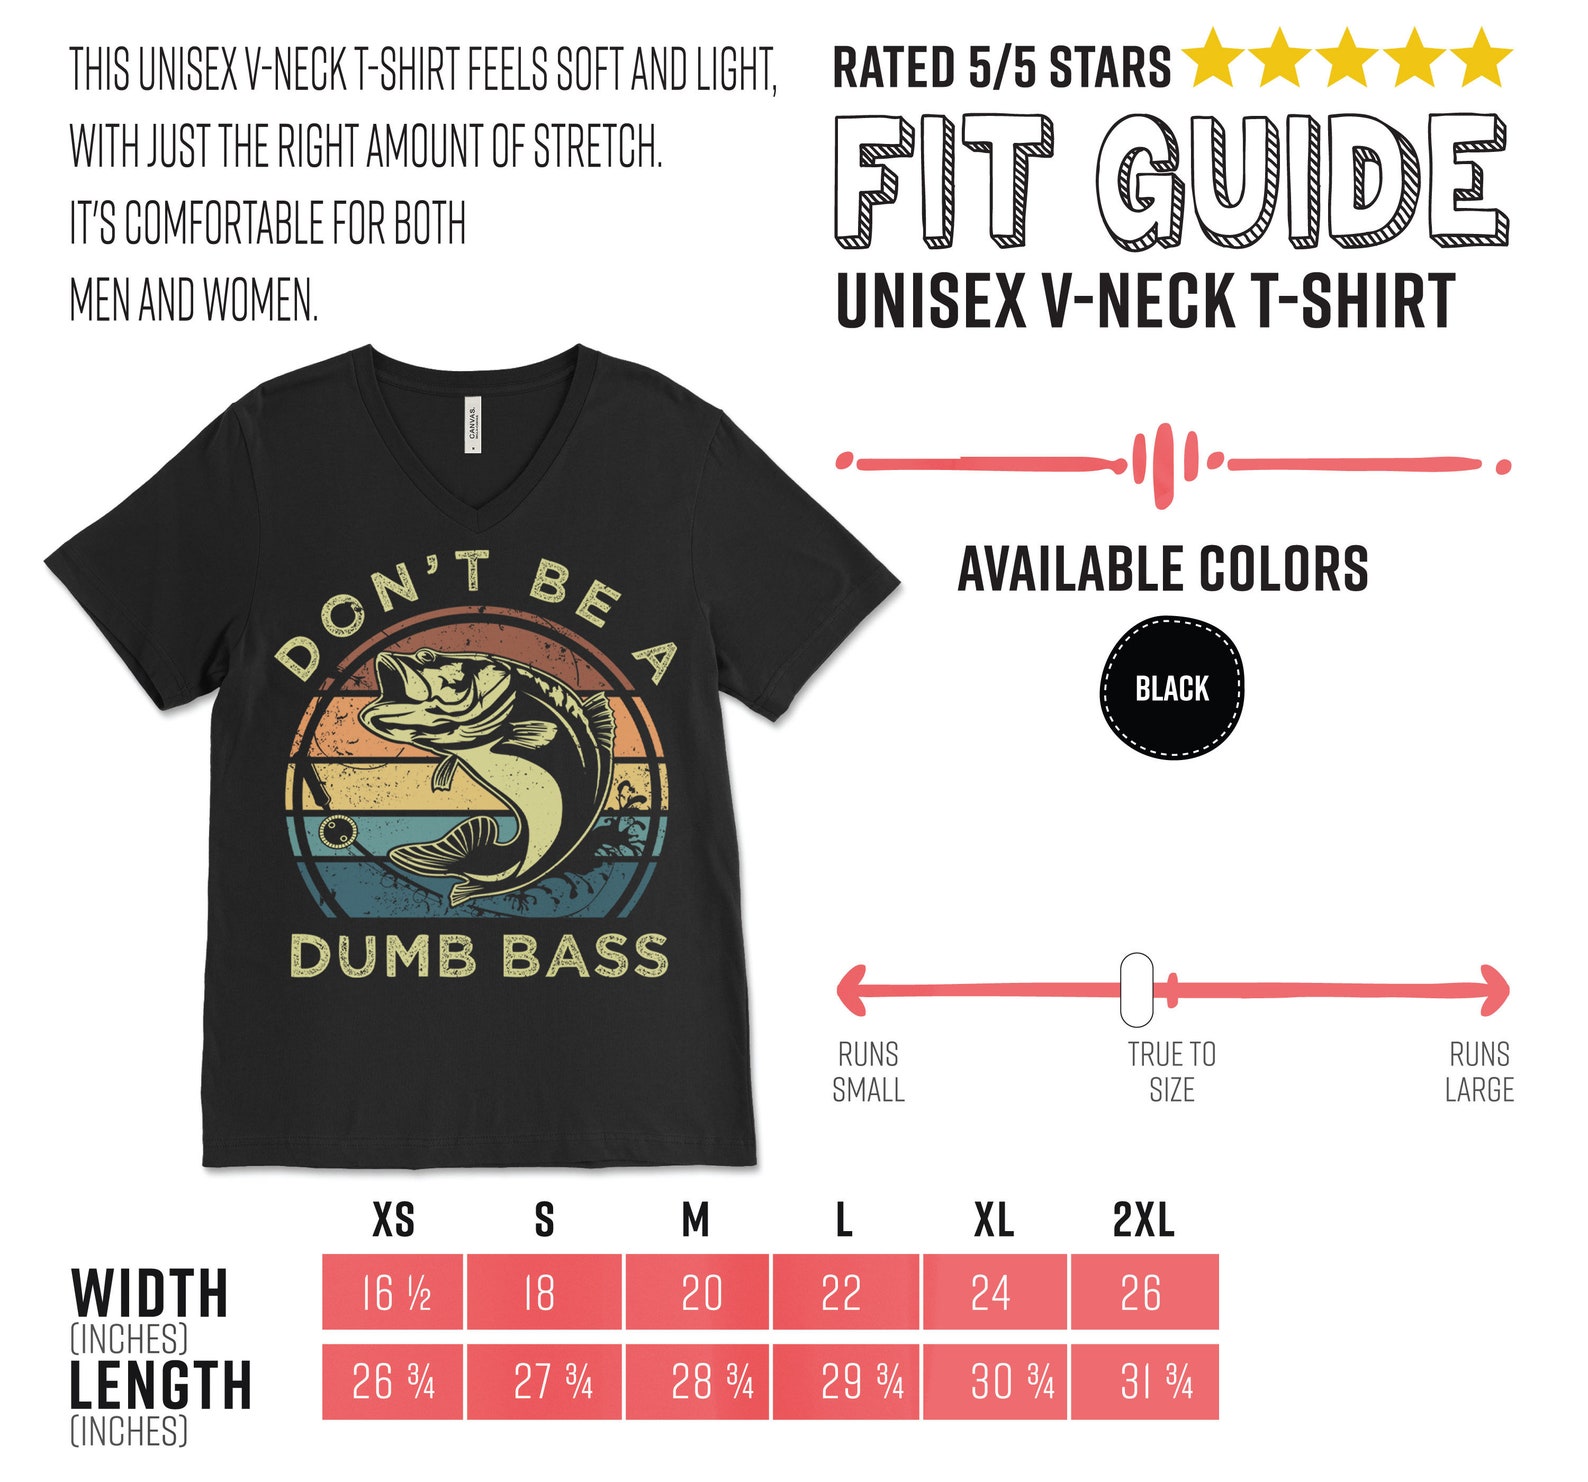 THIS UNISEX V-NECK T-SHIRT FEELS SOFT AND LIGHT,
WITH JUST THE RIGHT AMOUNT OF STRETCH.
IT'S COMFORTABLE FOR BOTH
MEN AND WOMEN.
RATED 5/5 STARS
FIT GUIDE
UNISEX V-NECK T-SHIRT
CANVAS.
DON'T BE A
DUMB BASS
AVAILABLE COLORS
BLACK
RUNS
SMALL
TRUE TO
SIZE
RUNS
LARGE
XS S M L XL 2XL
WIDTH 16 ½ 18 20 22 24 26
(INCHES)
LENGTH 26 ¾ 27 ¾ 28 ¾ 29 ¾ 30 ¾ 31 ¾
(INCHES)